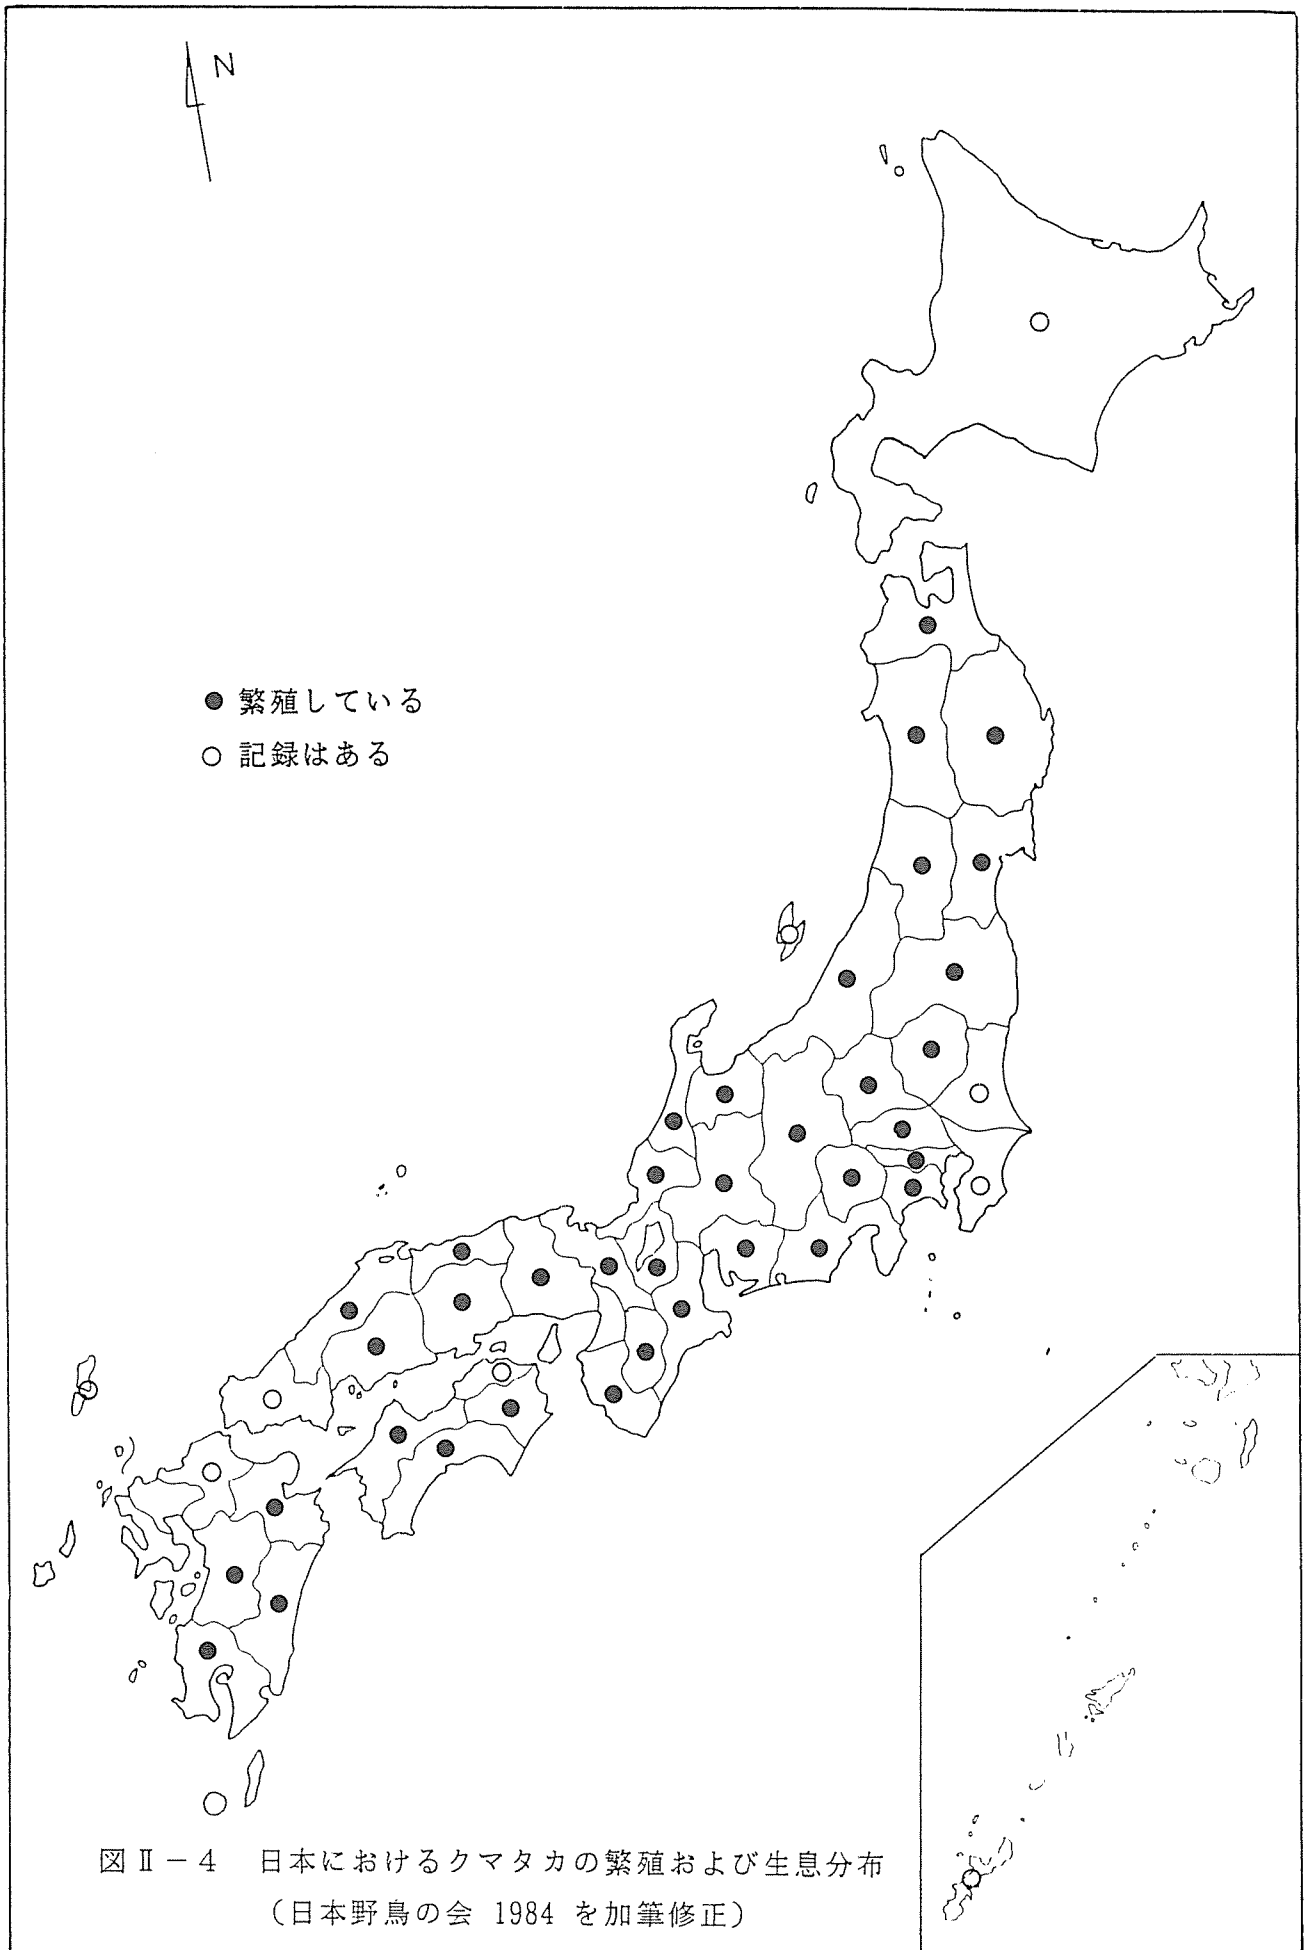 N
● 繁殖している
○ 記録はある
図Ⅱ－4 日本におけるクマタカの繁殖および生息分布
（日本野鳥の会 1984 を加筆修正）